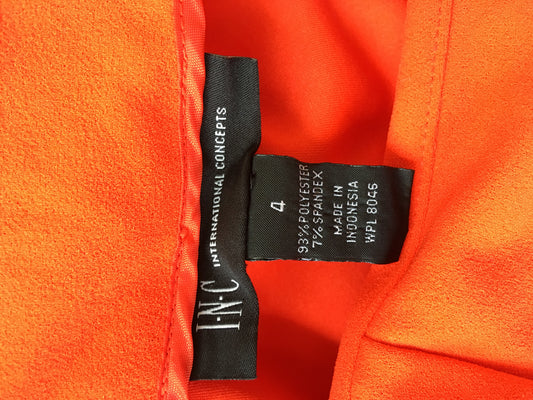 I·N·C
INTERNATIONAL CONCEPTS
4
93% POLYESTER
7% SPANDEX
MADE IN
INDONESIA
WPL 8046